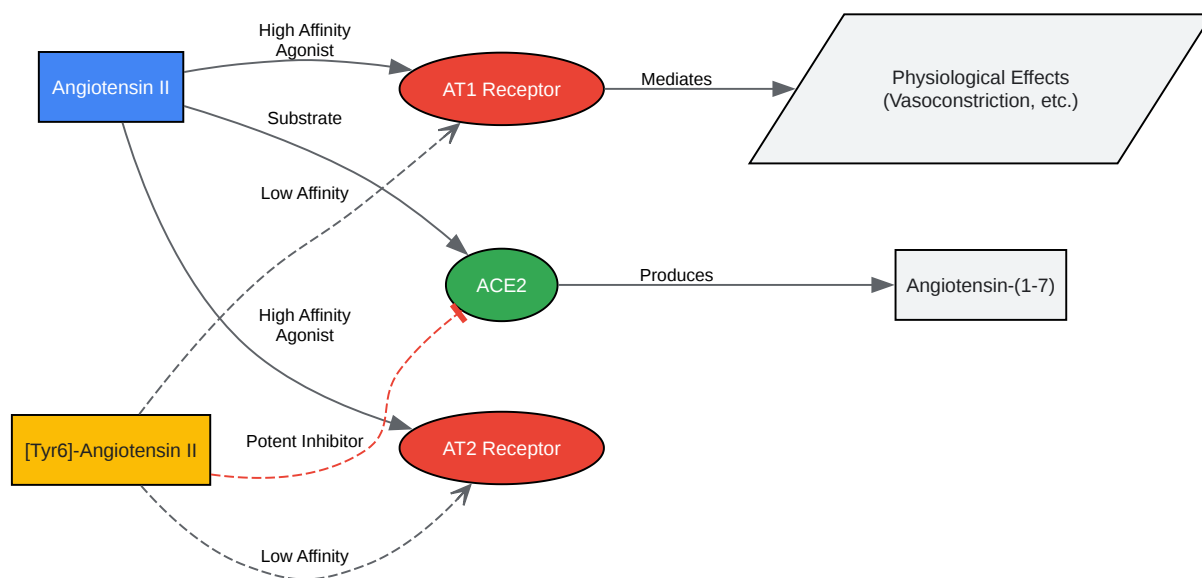 High Affinity
Agonist
Angiotensin II
AT1 Receptor
Mediates
Physiological Effects
(Vasoconstriction, etc.)
Substrate
Low Affinity
ACE2
Produces
Angiotensin-(1-7)
High Affinity
Agonist
[Tyr6]-Angiotensin II
Potent Inhibitor
AT2 Receptor
Low Affinity